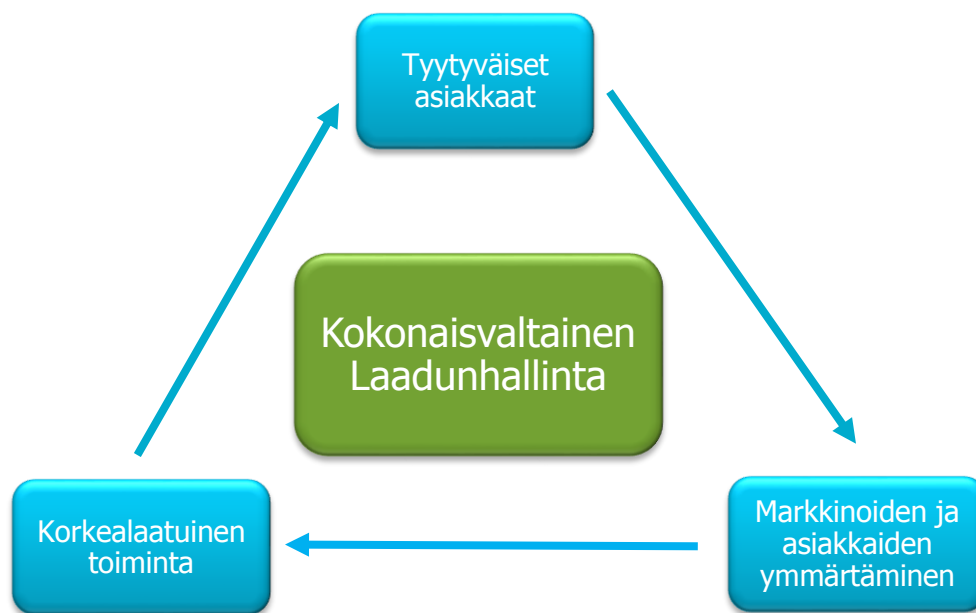 Tyytyväiset
asiakkaat
Kokonaisvaltainen
Laadunhallinta
Korkealaatuinen
toiminta
Markkinoiden ja
asiakkaiden
ymmärtäminen